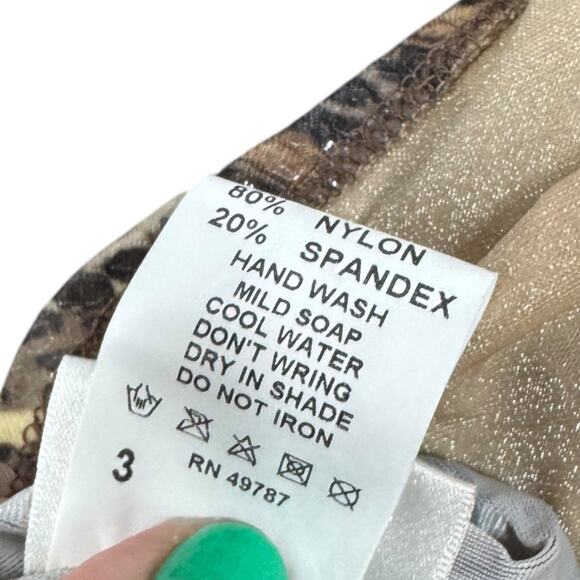 80% NYLON
20% SPANDEX
HAND WASH
MILD SOAP
COOL WATER
DON'T WRING
DRY IN SHADE
DO NOT IRON
3 RN 49787